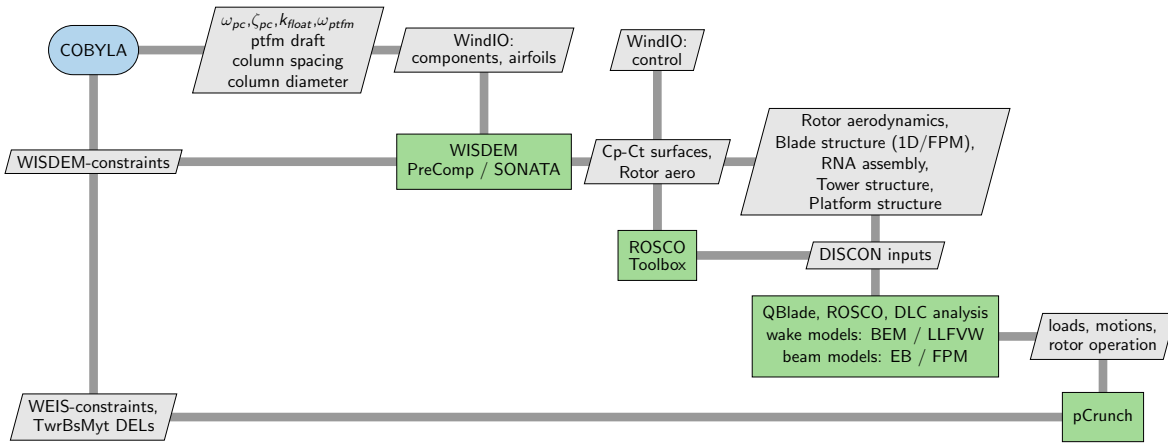 COBYLA
ω_pc,ζ_pc,k_float,ω_ptfm
ptfm draft
column spacing
column diameter
WindIO:
components, airfoils
WindIO:
control
WISDEM-constraints
WISDEM
PreComp / SONATA
Cp-Ct surfaces,
Rotor aero
Rotor aerodynamics,
Blade structure (1D/FPM),
RNA assembly,
Tower structure,
Platform structure
ROSCO
Toolbox
DISCON inputs
QBlade, ROSCO, DLC analysis
wake models: BEM / LLFVW
beam models: EB / FPM
loads, motions,
rotor operation
WEIS-constraints,
TwrBsMyt DELs
pCrunch